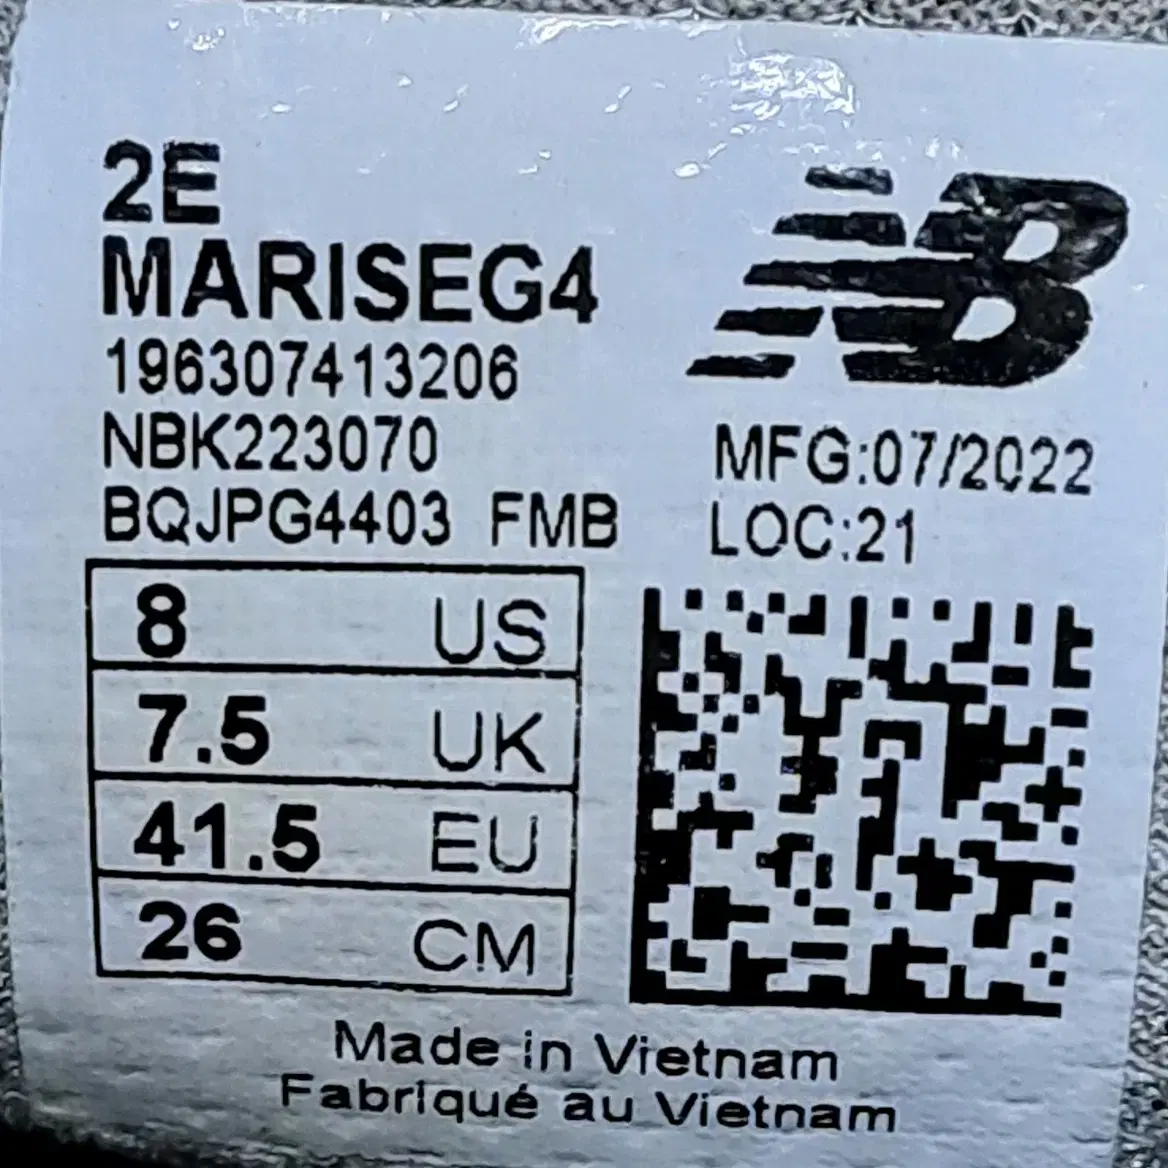 2E
MARISEG4
196307413206
NBK223070
BQJPG4403 FMB
NB
MFG:07/2022
LOC:21
8 US
7.5 UK
41.5 EU
26 CM
Made in Vietnam
Fabriqué au Vietnam